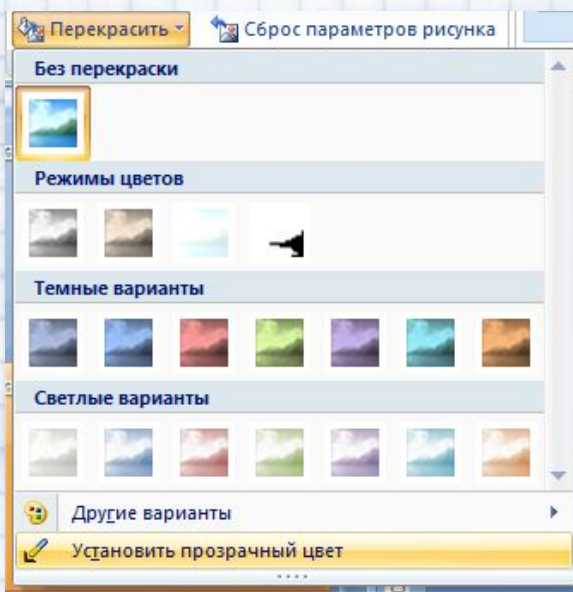 Перекрасить Сброс параметров рисунка
Без перекраски
Режимы цветов
Темные варианты
Светлые варианты
Другие варианты
Установить прозрачный цвет